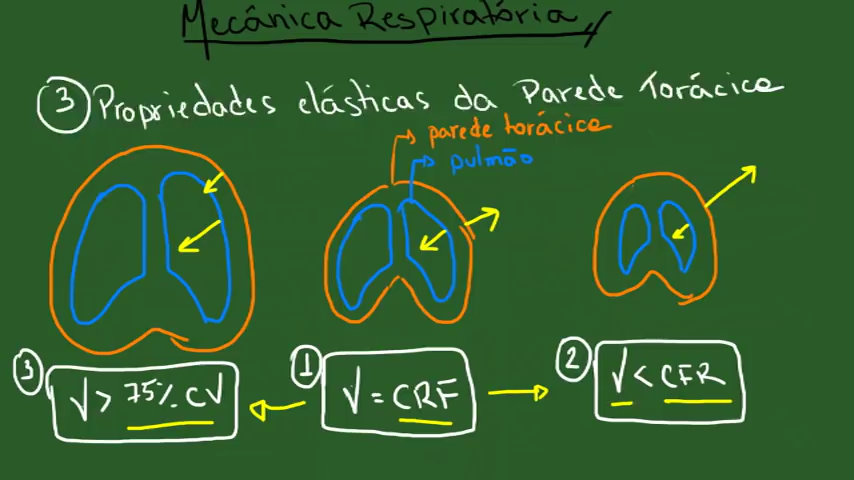 Mecânica Respiratória
3 Propriedades elásticas da Parede Torácica
parede torácica
pulmão
3
V > 75% CV
1
V = CRF
2
V < CFR